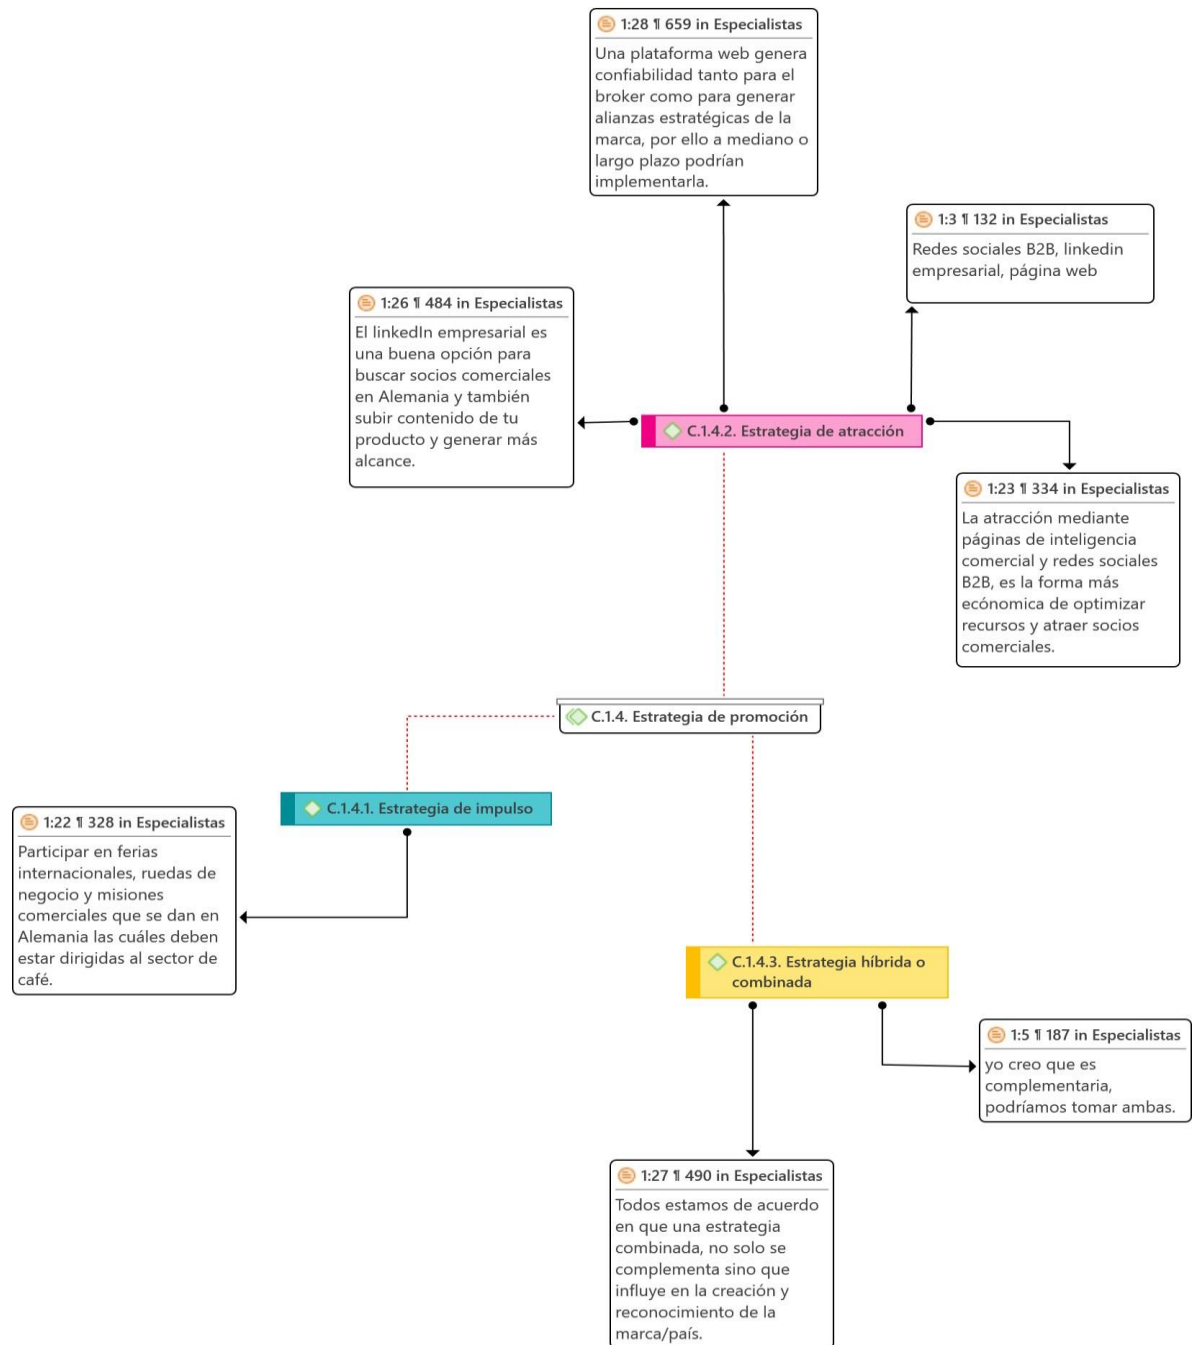 1:28 ¶ 659 in Especialistas
Una plataforma web genera
confiabilidad tanto para el
broker como para generar
alianzas estratégicas de la
marca, por ello a mediano o
largo plazo podrían
implementarla.
1:3 ¶ 132 in Especialistas
Redes sociales B2B, linkedin
empresarial, página web
1:26 ¶ 484 in Especialistas
El linkedIn empresarial es
una buena opción para
buscar socios comerciales
en Alemania y también
subir contenido de tu
producto y generar más
alcance.
C.1.4.2. Estrategia de atracción
1:23 ¶ 334 in Especialistas
La atracción mediante
páginas de inteligencia
comercial y redes sociales
B2B, es la forma más
ecónomica de optimizar
recursos y atraer socios
comerciales.
C.1.4. Estrategia de promoción
C.1.4.1. Estrategia de impulso
1:22 ¶ 328 in Especialistas
Participar en ferias
internacionales, ruedas de
negocio y misiones
comerciales que se dan en
Alemania las cuáles deben
estar dirigidas al sector de
café.
C.1.4.3. Estrategia híbrida o
combinada
1:5 ¶ 187 in Especialistas
yo creo que es
complementaria,
podríamos tomar ambas.
1:27 ¶ 490 in Especialistas
Todos estamos de acuerdo
en que una estrategia
combinada, no solo se
complementa sino que
influye en la creación y
reconocimiento de la
marca/país.